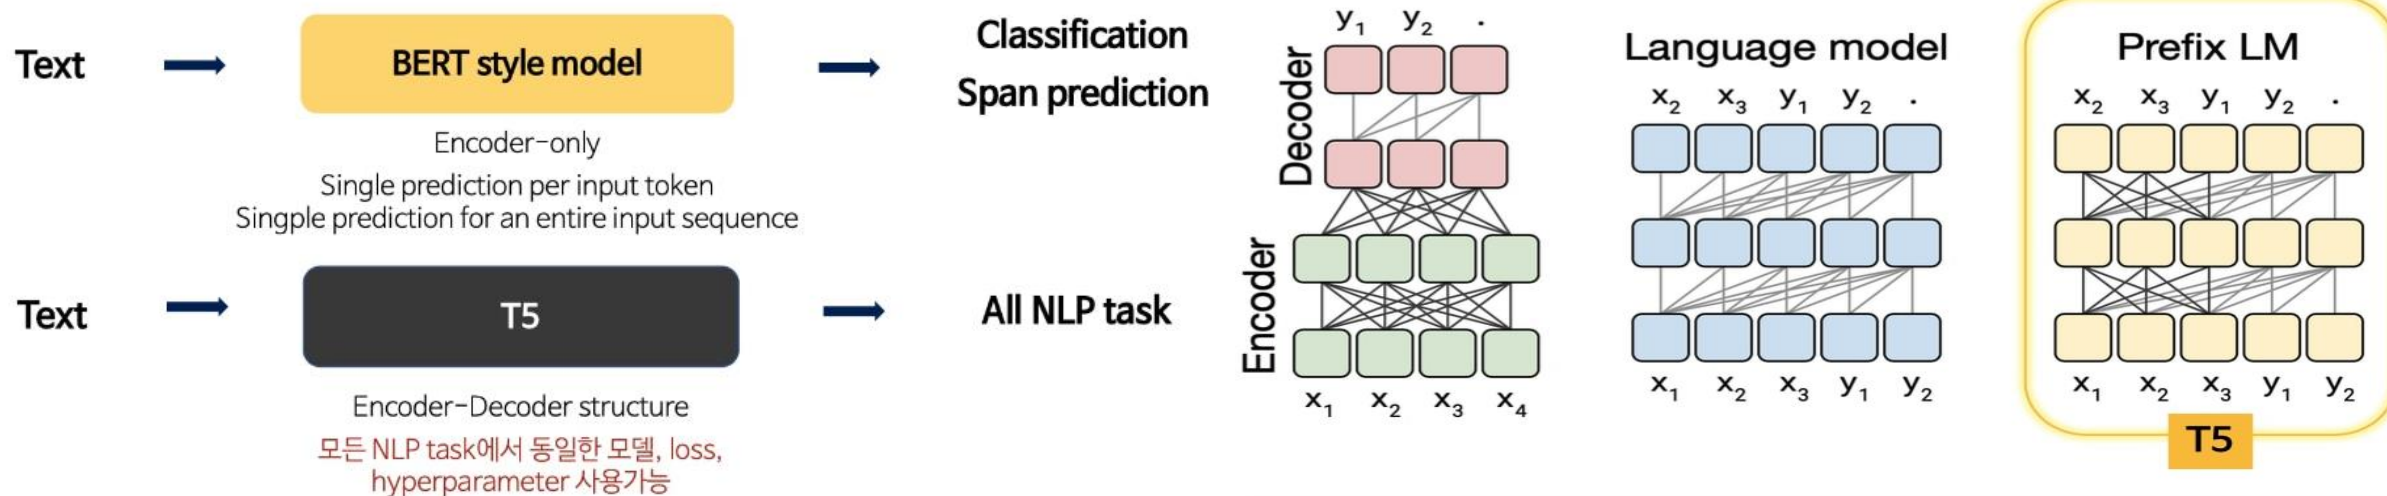 Text
BERT style model
Classification
Span prediction
Encoder-only
Single prediction per input token
Singple prediction for an entire input sequence
Text
T5
All NLP task
Encoder-Decoder structure
모든 NLP task에서 동일한 모델, loss,
hyperparameter 사용가능
y₁ y₂ .
Decoder
Encoder
x₁ x₂ x₃ x₄
Language model
x₂ x₃ y₁ y₂ .
x₁ x₂ x₃ y₁ y₂
Prefix LM
x₂ x₃ y₁ y₂ .
x₁ x₂ x₃ y₁ y₂
T5